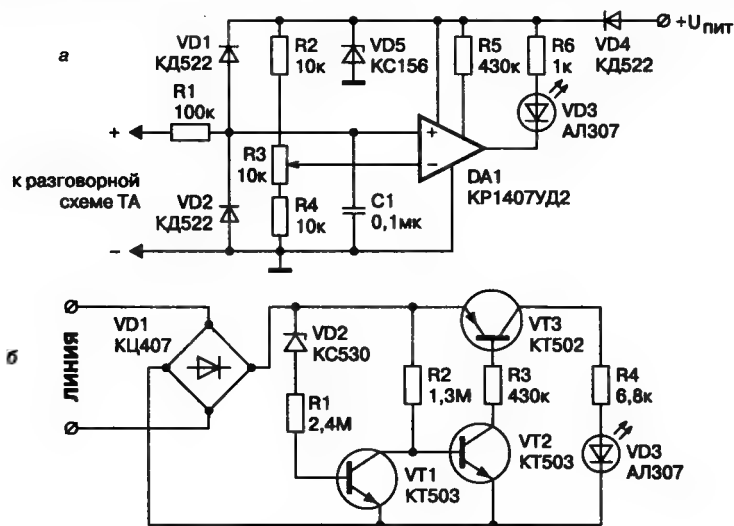 а
VD1
КД522
R2
10к
VD5
КС156
R5
430к
R6
1к
VD4
КД522
+Uпит
R1
100к
VD3
АЛ307
+
+
−
R3
10к
DA1
КР1407УД2
к разговорной
схеме ТА
VD2
КД522
R4
10к
C1
0,1мк
−
б
ЛИНИЯ
VD1
КЦ407
VD2
КС530
VT3
КТ502
R1
2,4М
R2
1,3М
R3
430к
R4
6,8к
VT1
КТ503
VT2
КТ503
VD3
АЛ307